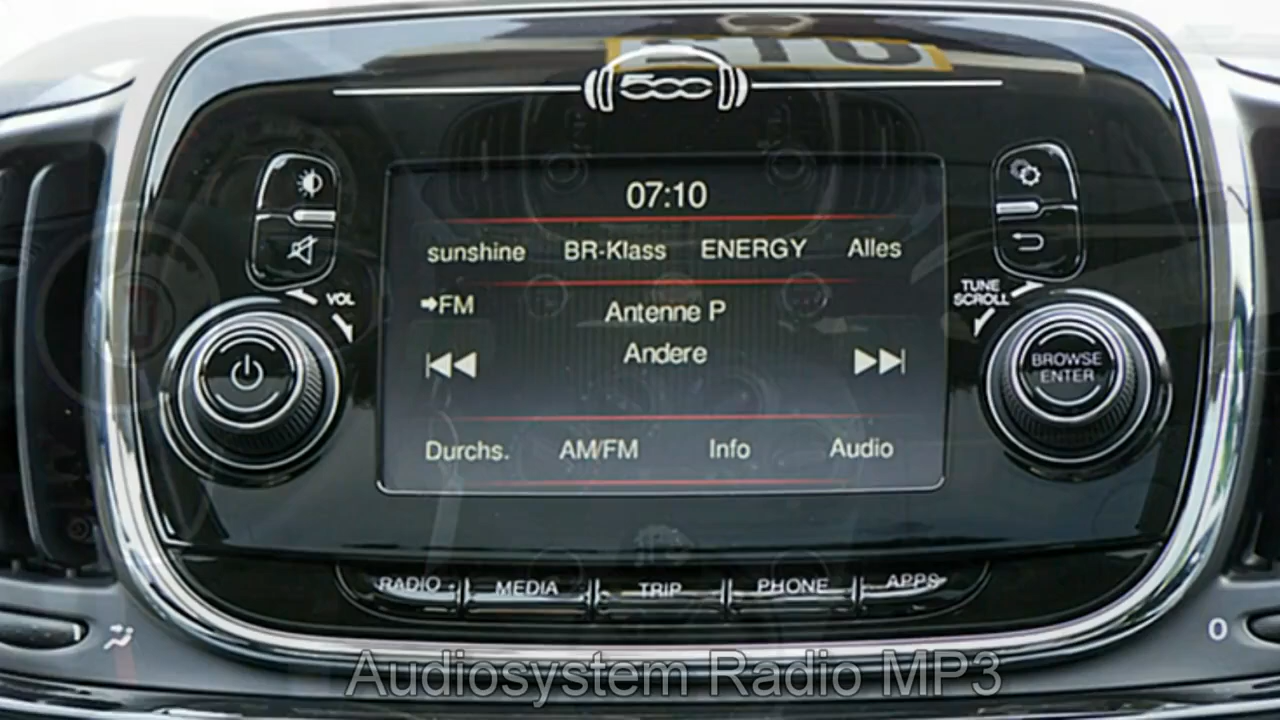 500
07:10
sunshine BR-Klass ENERGY Alles
FM
Antenne P
Andere
Durchs. AM/FM Info Audio
VOL
TUNE
SCROLL
BROWSE
ENTER
RADIO MEDIA TRIP PHONE APPS
0
Audiosystem Radio MP3